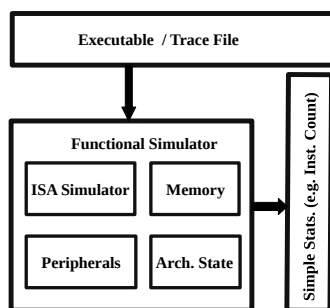 Executable / Trace File
Functional Simulator
ISA Simulator
Memory
Peripherals
Arch. State
Simple Stats. (e.g. Inst. Count)